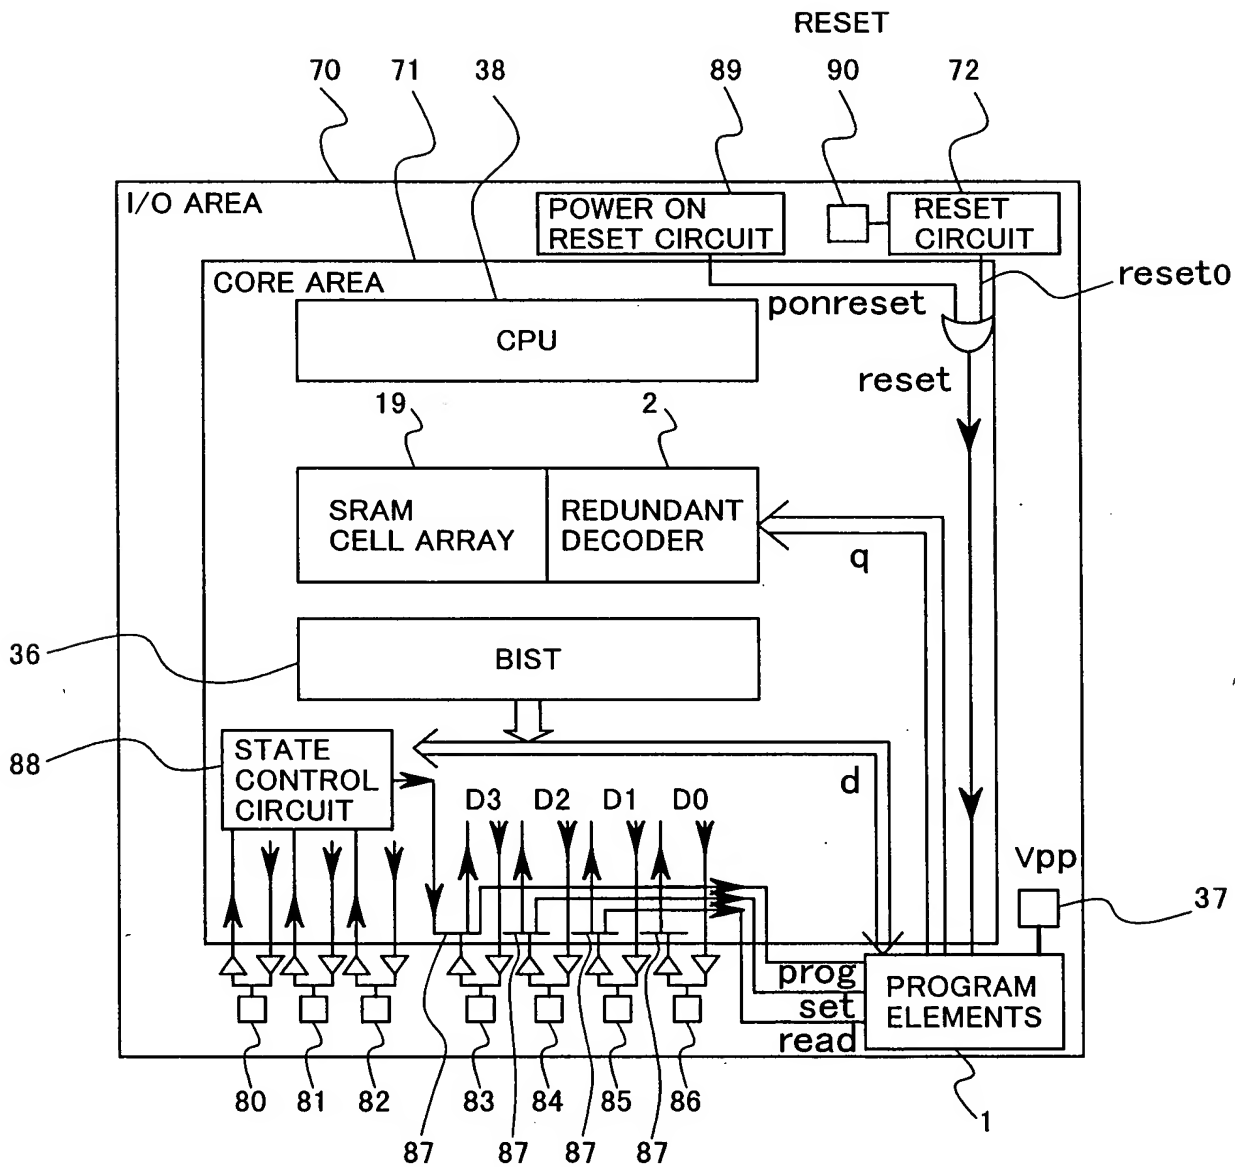 RESET
70 71 38 89 90 72
I/O AREA
POWER ON
RESET CIRCUIT
RESET
CIRCUIT
CORE AREA
reset0
ponreset
CPU
reset
19 2
SRAM
CELL ARRAY
REDUNDANT
DECODER
q
36
BIST
88
STATE
CONTROL
CIRCUIT
d
D3 D2 D1 D0
Vpp
37
prog
set
read
PROGRAM
ELEMENTS
80 81 82 83 84 85 86
1
87 87 87 87